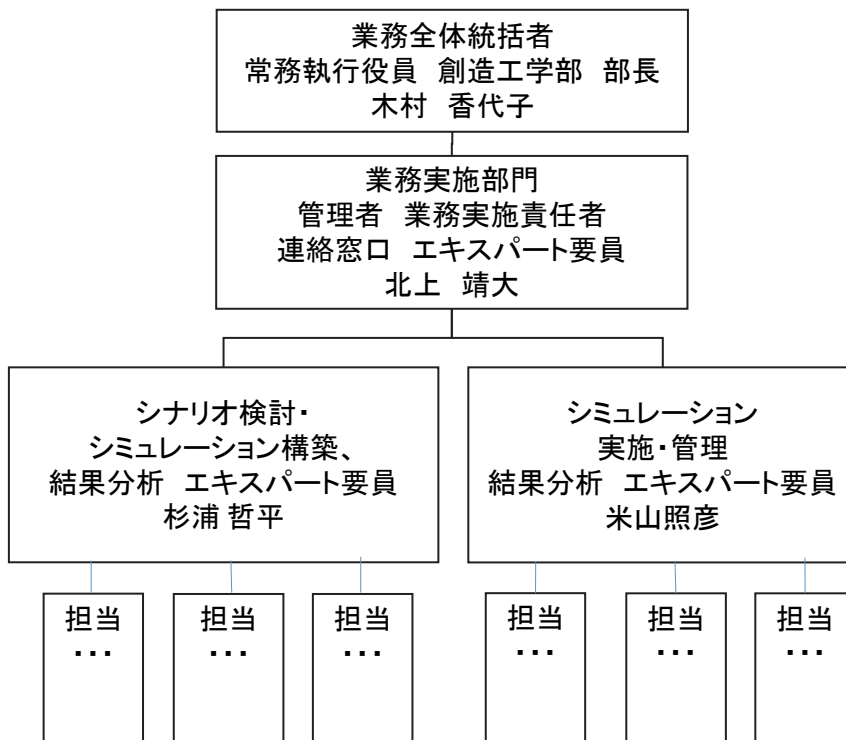 業務全体統括者
常務執行役員　創造工学部　部長
木村　香代子
業務実施部門
管理者　業務実施責任者
連絡窓口　エキスパート要員
北上　靖大
シナリオ検討・
シミュレーション構築、
結果分析　エキスパート要員
杉浦 哲平
シミュレーション
実施・管理
結果分析　エキスパート要員
米山照彦
担当
・・・
担当
・・・
担当
・・・
担当
・・・
担当
・・・
担当
・・・